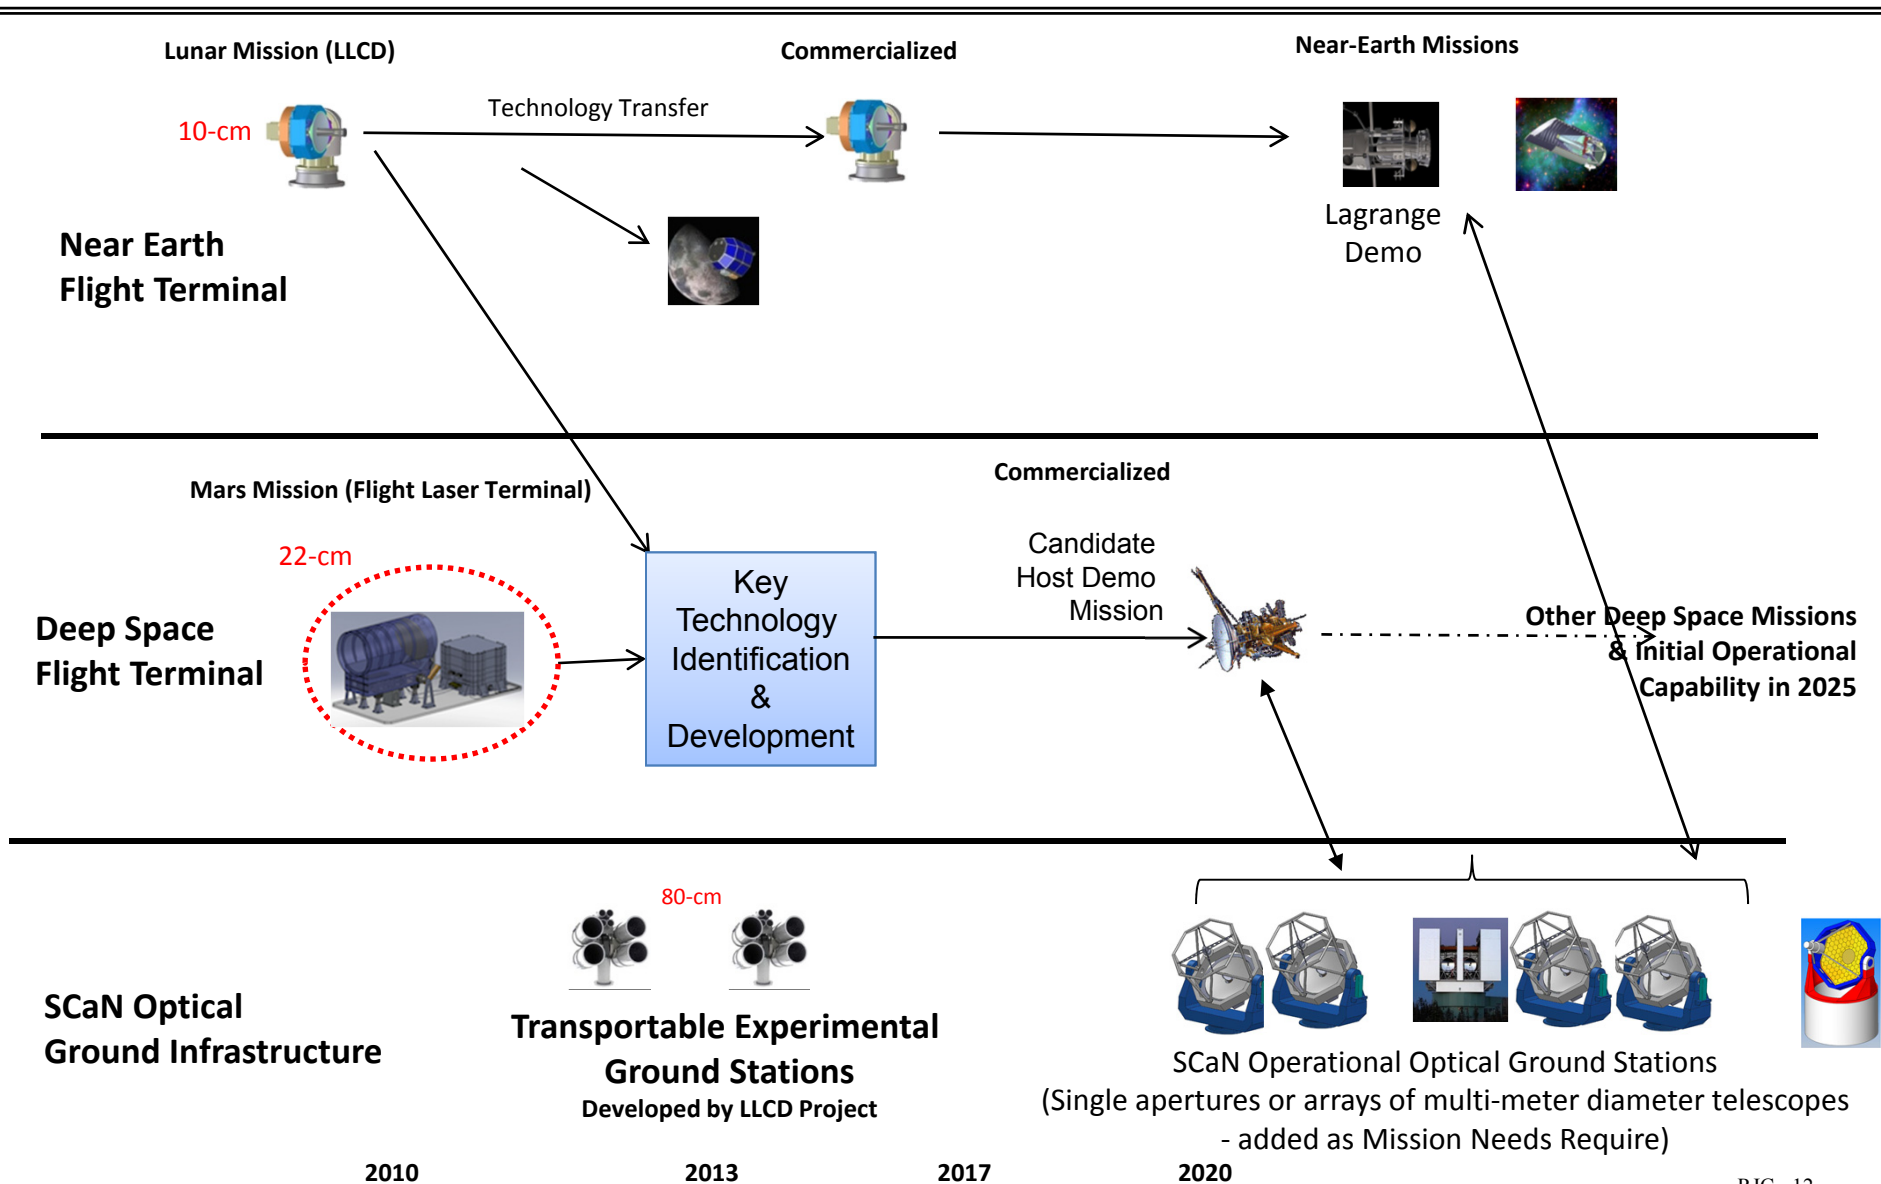 Lunar Mission (LLCD)
Commercialized
Near-Earth Missions
Technology Transfer
10-cm
Lagrange
Demo
Near Earth
Flight Terminal
Commercialized
Mars Mission (Flight Laser Terminal)
22-cm
Candidate
Host Demo
Mission
Key
Technology
Identification
&
Development
Deep Space
Flight Terminal
Other Deep Space Missions
& Initial Operational
Capability in 2025
80-cm
SCaN Optical
Ground Infrastructure
Transportable Experimental
Ground Stations
Developed by LLCD Project
SCaN Operational Optical Ground Stations
(Single apertures or arrays of multi-meter diameter telescopes
- added as Mission Needs Require)
2010
2013
2017
2020